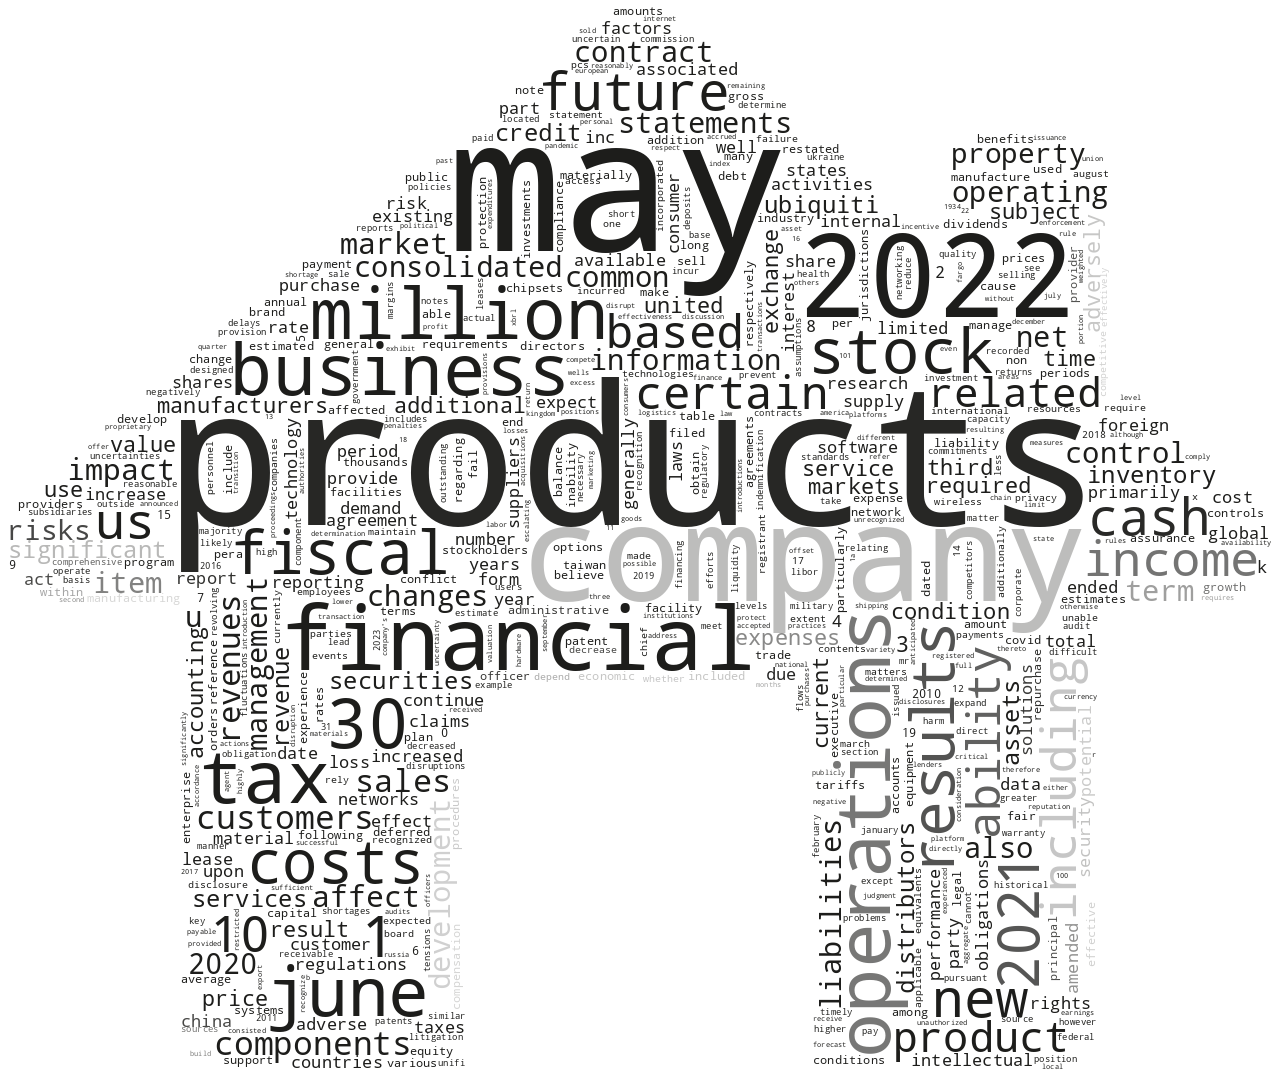 amounts
internet
sold factors
uncertain commission
contract
pcs reasonably associated
european
future
remaining
note gross determine
part located statement
personal statements
credit inc
paid addition accrued failure
pandemic respect well restated
many ukraine
past index
may
public materially debt states
policies access activities
risk
existing political
reports
protection
expenditures
investments
compliance
short
one
incorporated
consumer
deposits
base
long
ubiquiti
industry internal incentive
benefits issuance
property union
manufacture used august
operating
1934 22 subject
dividends enforcement
rule
adversely
market
consolidated available sell
common incur
payment
shortage sale
purchase chipsets incurred make
annual
brand
margins
notes
able
profit
leases
actual
xbrl
disrupt united
million
based
effectiveness discussion
respectively
transactions
exchange
asset
16
share
health
others
interest
assumptions
jurisdictions
2022
networking
reduce
quality
2 fargo
prices
see
selling
cause
without july
provider
weighted
portion
competitive effectively
delays rate
provision 5
8 per limited manage december
net
quarter estimated general requirements directors
exhibit
change
designed
business
government
provisions
compete
information
wells technologies finance prevent
excess
stock
101 even recorded
non
returns
time
periods
areas
shares
negatively
manufacturers affected additional
return
expect
kingdom positions
consumers
certain
research
supply
investment
related
level
international resources require
develop
proprietary
13 includes penalties end
losses
logistics table law contracts america platforms
capacity
resulting
foreign
2018 although
value
offer
uncertainties
impact
reasonable
products
personnel
include
transition
proceedings
companies
technology
authorities
18
period
thousands
provide
facilities
demand
agreement
determination
outstanding
regarding
fail
suppliers
acquisitions
escalating
labor
number
balance
inability
necessary
marketing
generally
goods
11
laws
filed
obtain
regulatory
agreements
introductions
indemnification
different
software
standards refer
service
markets
take expense
network
unrecognized
liability
commitments
third less
required
wireless chain privacy
limit
measures
control
comply
inventory
primarily x cost
controls
use increase
providers outside announced
subsidiaries 15
risks us
majority
likely
fiscal
component
stockholders
company
matter assurance rules
state availability
cash
global
significant
9 comprehensive program
pera high
2016
act basis item
within
second manufacturing
report
7
reporting
employees lower
conflict
years
form
users
options
taiwan
believe
made
possible
2019
three
financing
efforts
liquidity
registrant
offset
17
libor
particularly
relating
1a
dated
14
competitors
additionally
corporate
income
k
ended term growth
estimates requires
otherwise
unable
audit
changes
year
administrative
terms estimate
transaction
facility
institutions
levels military shipping condition
protect
accepted extent 4
practices
amount
payments covid total
thereto difficult
u
accounting
orders reference revolving
revenues
fluctuations introduction
management
currently
revenue
financial
parties
lead
events
2023
company's
uncertainty
valuation
hardware
september
patent
decrease
address
meet
expenses
contents variety 3
mr
anticipated
registered
full
trade
due
national
months
flows
purchases
current
executive
particular
matters
determined
issued
disclosures
2010 12
expand
harm direct
securities officer depend economic whether included
example
disruption
experience
rates
31
materials
30 continue
received
claims
plan 0
decreased
significantly
enterprise
accordance
actions
obligation date
agent
highly
loss increased
disruptions
tax
rely sales
networks
procedures
customers effect
material following deferred
successful recognized
manner
lease
2017 upon costs
disclosure sufficient
services affect
officers
development
compensation
key capital shortages audits
payable
provided
restricted
10 result 1 expected
board
customer
receivable russia 6
tensions
2020 regulations
average
export
price
systems
2011
recognize
b
june
china
sources consisted
adverse patents similar
taxes
litigation
components equity
build support countries various unifi
march
section
publicly
tariffs
negative
february
operations
accounts
equipment
19
lenders critical
results
consideration
ability
therefore
data either
greater
reputation
fair
warranty
assets
solutions
repurchase
including
currency
r
security potential
january
platform
directly also
except
judgment
problems
liabilities
distributors
applicable equivalents
performance
experienced
party legal
aggregate cannot
obligations
historical
100
2021
principal
amended
effective
timely
receive
higher
forecast pay
conditions
among pursuant
new rights
unauthorized source
earnings
however
federal
product
intellectual position
local